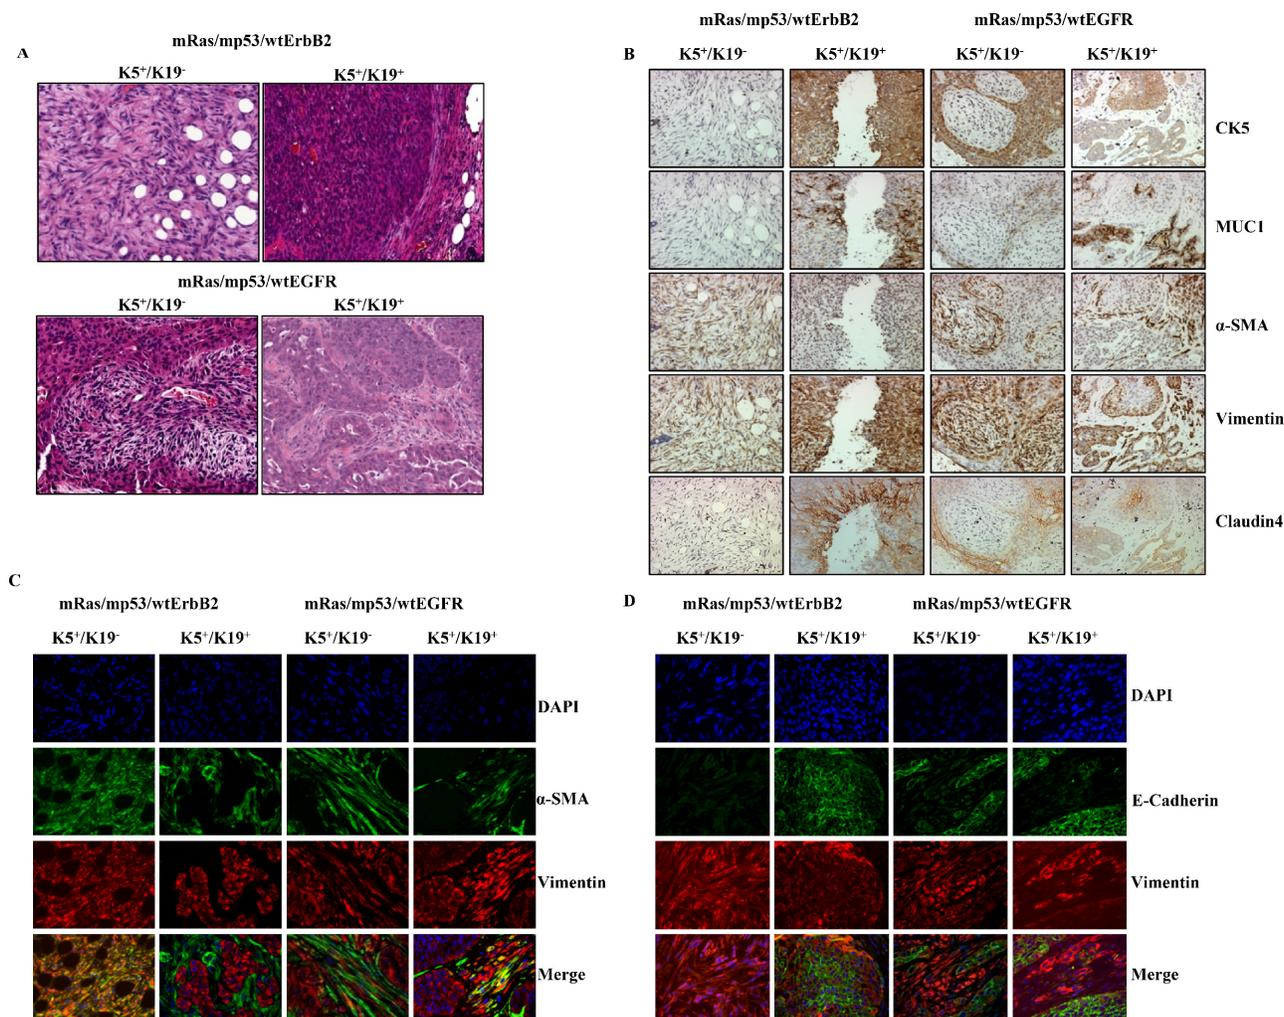 A
mRas/mp53/wtErbB2
K5⁺/K19⁻ K5⁺/K19⁺
mRas/mp53/wtEGFR
K5⁺/K19⁻ K5⁺/K19⁺
B
mRas/mp53/wtErbB2 mRas/mp53/wtEGFR
K5⁺/K19⁻ K5⁺/K19⁺ K5⁺/K19⁻ K5⁺/K19⁺
CK5
MUC1
α-SMA
Vimentin
Claudin4
C
mRas/mp53/wtErbB2 mRas/mp53/wtEGFR
K5⁺/K19⁻ K5⁺/K19⁺ K5⁺/K19⁻ K5⁺/K19⁺
DAPI
α-SMA
Vimentin
Merge
D
mRas/mp53/wtErbB2 mRas/mp53/wtEGFR
K5⁺/K19⁻ K5⁺/K19⁺ K5⁺/K19⁻ K5⁺/K19⁺
DAPI
E-Cadherin
Vimentin
Merge